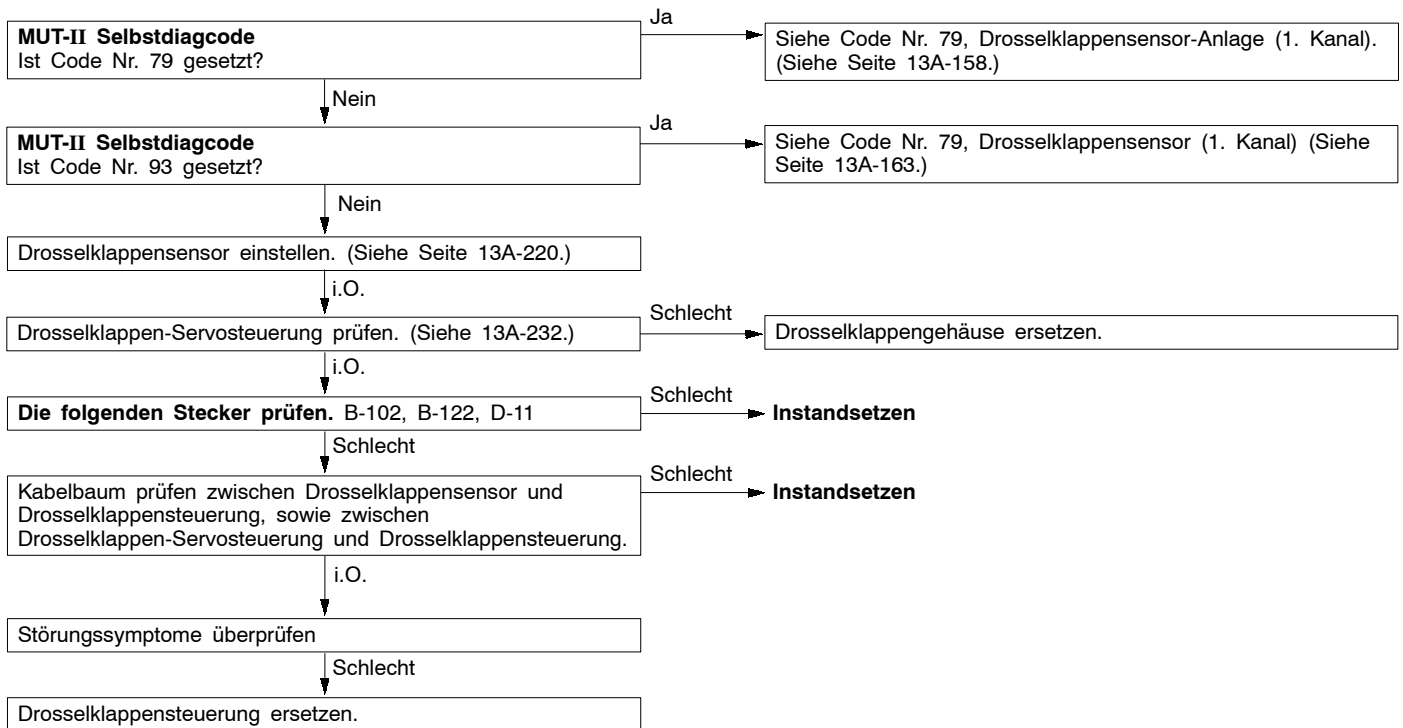 MUT-II Selbstdiagcode
Ist Code Nr. 79 gesetzt?
Ja
Siehe Code Nr. 79, Drosselklappensensor-Anlage (1. Kanal).
(Siehe Seite 13A-158.)
Nein
MUT-II Selbstdiagcode
Ist Code Nr. 93 gesetzt?
Ja
Siehe Code Nr. 79, Drosselklappensensor (1. Kanal) (Siehe
Seite 13A-163.)
Nein
Drosselklappensensor einstellen. (Siehe Seite 13A-220.)
i.O.
Drosselklappen-Servosteuerung prüfen. (Siehe 13A-232.)
Schlecht
Drosselklappengehäuse ersetzen.
i.O.
Die folgenden Stecker prüfen. B-102, B-122, D-11
Schlecht
Instandsetzen
Schlecht
Kabelbaum prüfen zwischen Drosselklappensensor und
Drosselklappensteuerung, sowie zwischen
Drosselklappen-Servosteuerung und Drosselklappensteuerung.
Schlecht
Instandsetzen
i.O.
Störungssymptome überprüfen
Schlecht
Drosselklappensteuerung ersetzen.